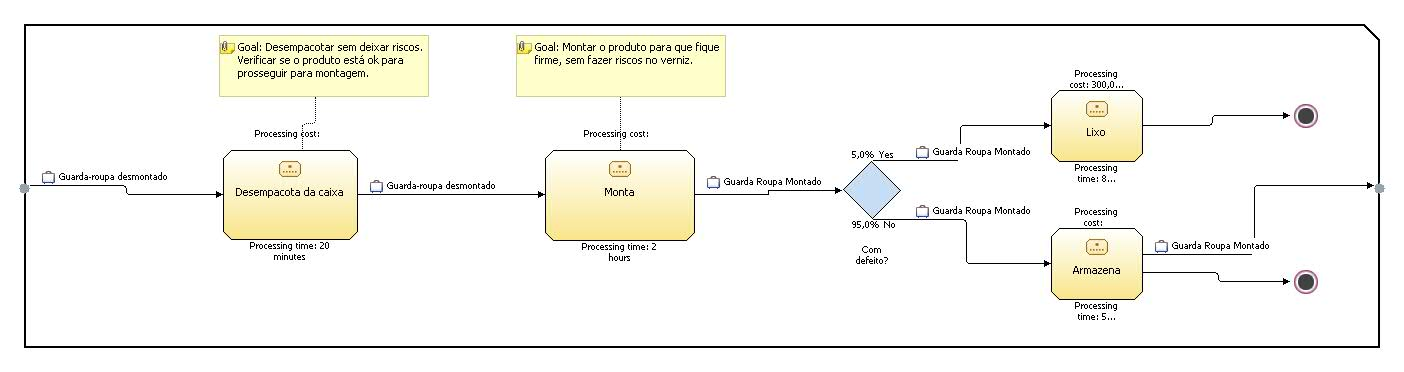 Goal: Desempacotar sem deixar riscos.
Verificar se o produto está ok para
prosseguir para montagem.
Goal: Montar o produto para que fique
firme, sem fazer riscos no verniz.
Processing cost:
Processing cost:
Guarda-roupa desmontado
Desempacota da caixa
Processing time: 20
minutes
Guarda-roupa desmontado
Monta
Processing time: 2
hours
Guarda Roupa Montado
5,0% Yes
95,0% No
Com
defeito?
Guarda Roupa Montado
Processing
cost: 300,0...
Lixo
Processing
time: 8...
Guarda Roupa Montado
Processing
cost:
Armazena
Processing
time: 5...
Guarda Roupa Montado